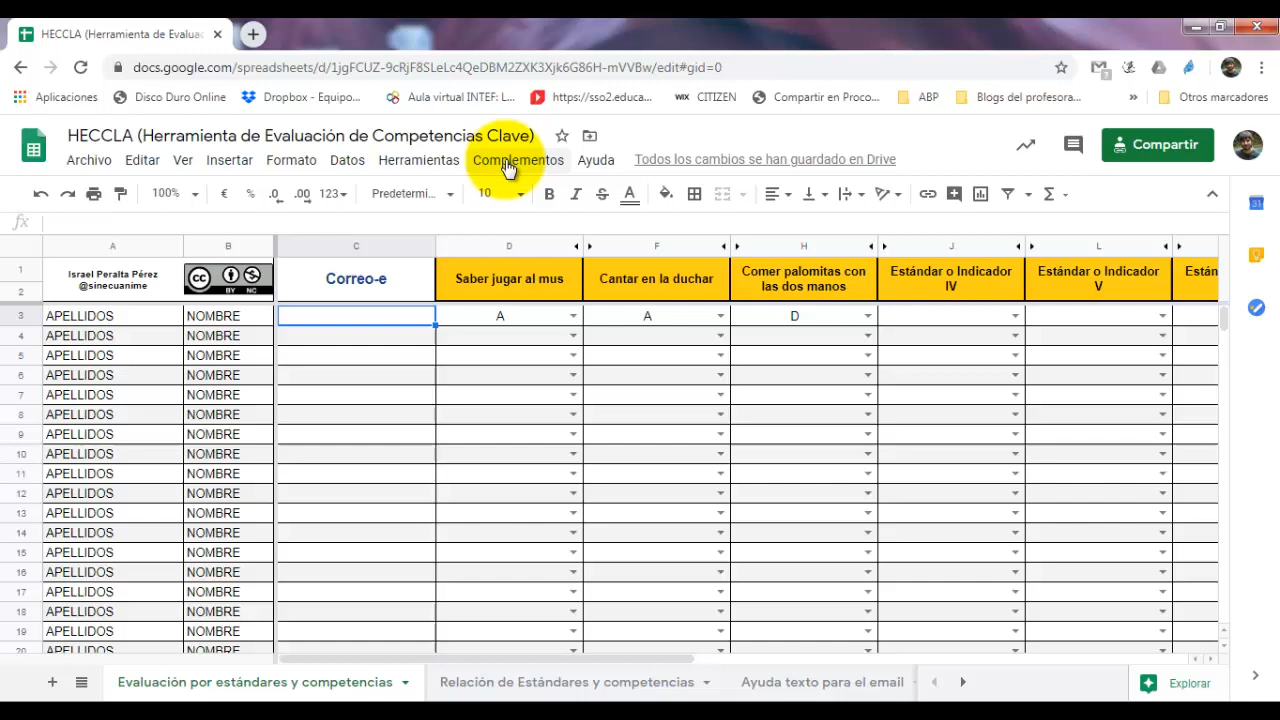 HECCLA (Herramienta de Evalua
docs.google.com/spreadsheets/d/1jgFCUZ-9cRjF8SLeLc4QeDBM2ZXK3Xjk6G86H-mVVBw/edit#gid=0
Aplicaciones Disco Duro Online Dropbox - Equipo... Aula virtual INTEF: L... https://sso2.educa... WIX CITIZEN Compartir en Proco... ABP Blogs del profesora... » Otros marcadores
HECCLA (Herramienta de Evaluación de Competencias Clave)
Archivo Editar Ver Insertar Formato Datos Herramientas Complementos Ayuda Todos los cambios se han guardado en Drive
Compartir
100% € % .0 .00 123 Predetermi... 10 B I S A Σ
fx
A B C D F H J L
1 2 Israel Peralta Pérez
@sinecuanime
CC BY NC
Correo-e
Saber jugar al mus
Cantar en la duchar
Comer palomitas con
las dos manos
Estándar o Indicador
IV
Estándar o Indicador
V
Están
3 APELLIDOS NOMBRE A A D
4 APELLIDOS NOMBRE
5 APELLIDOS NOMBRE
6 APELLIDOS NOMBRE
7 APELLIDOS NOMBRE
8 APELLIDOS NOMBRE
9 APELLIDOS NOMBRE
10 APELLIDOS NOMBRE
11 APELLIDOS NOMBRE
12 APELLIDOS NOMBRE
13 APELLIDOS NOMBRE
14 APELLIDOS NOMBRE
15 APELLIDOS NOMBRE
16 APELLIDOS NOMBRE
17 APELLIDOS NOMBRE
18 APELLIDOS NOMBRE
19 APELLIDOS NOMBRE
20 APELLIDOS NOMBRE
Evaluación por estándares y competencias Relación de Estándares y competencias Ayuda texto para el email Explorar